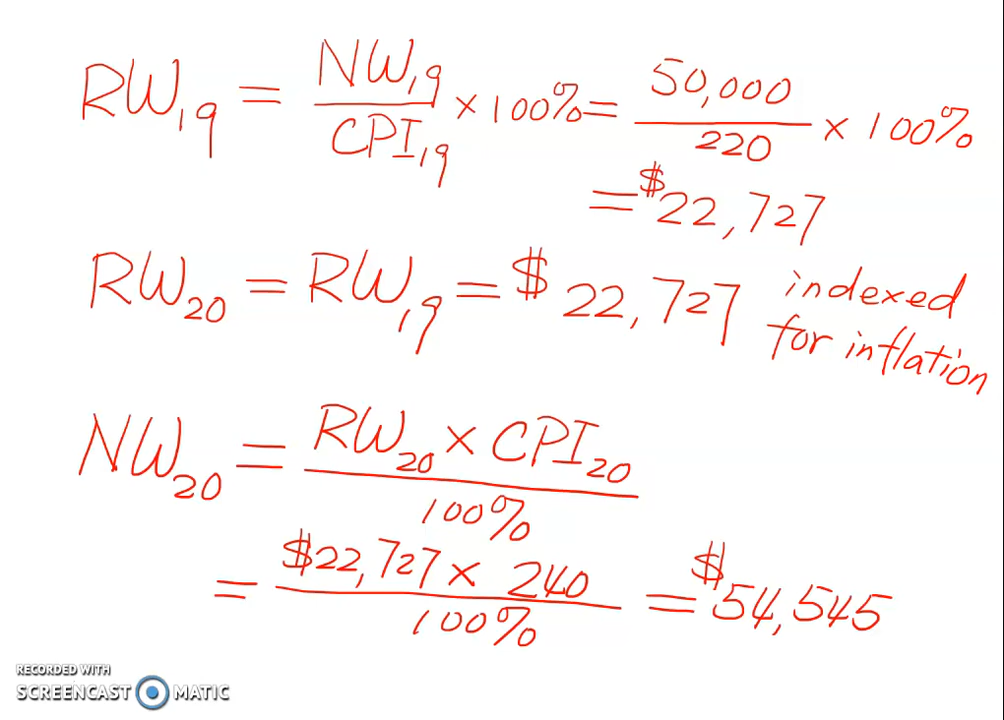 RW₁₉ = NW₁₉ / CPI₁₉ × 100% = 50,000 / 220 × 100%
= $22,727
RW₂₀ = RW₁₉ = $22,727 indexed for inflation
NW₂₀ = RW₂₀ × CPI₂₀ / 100%
= $22,727 × 240 / 100% = $54,545
RECORDED WITH
SCREENCAST MATIC